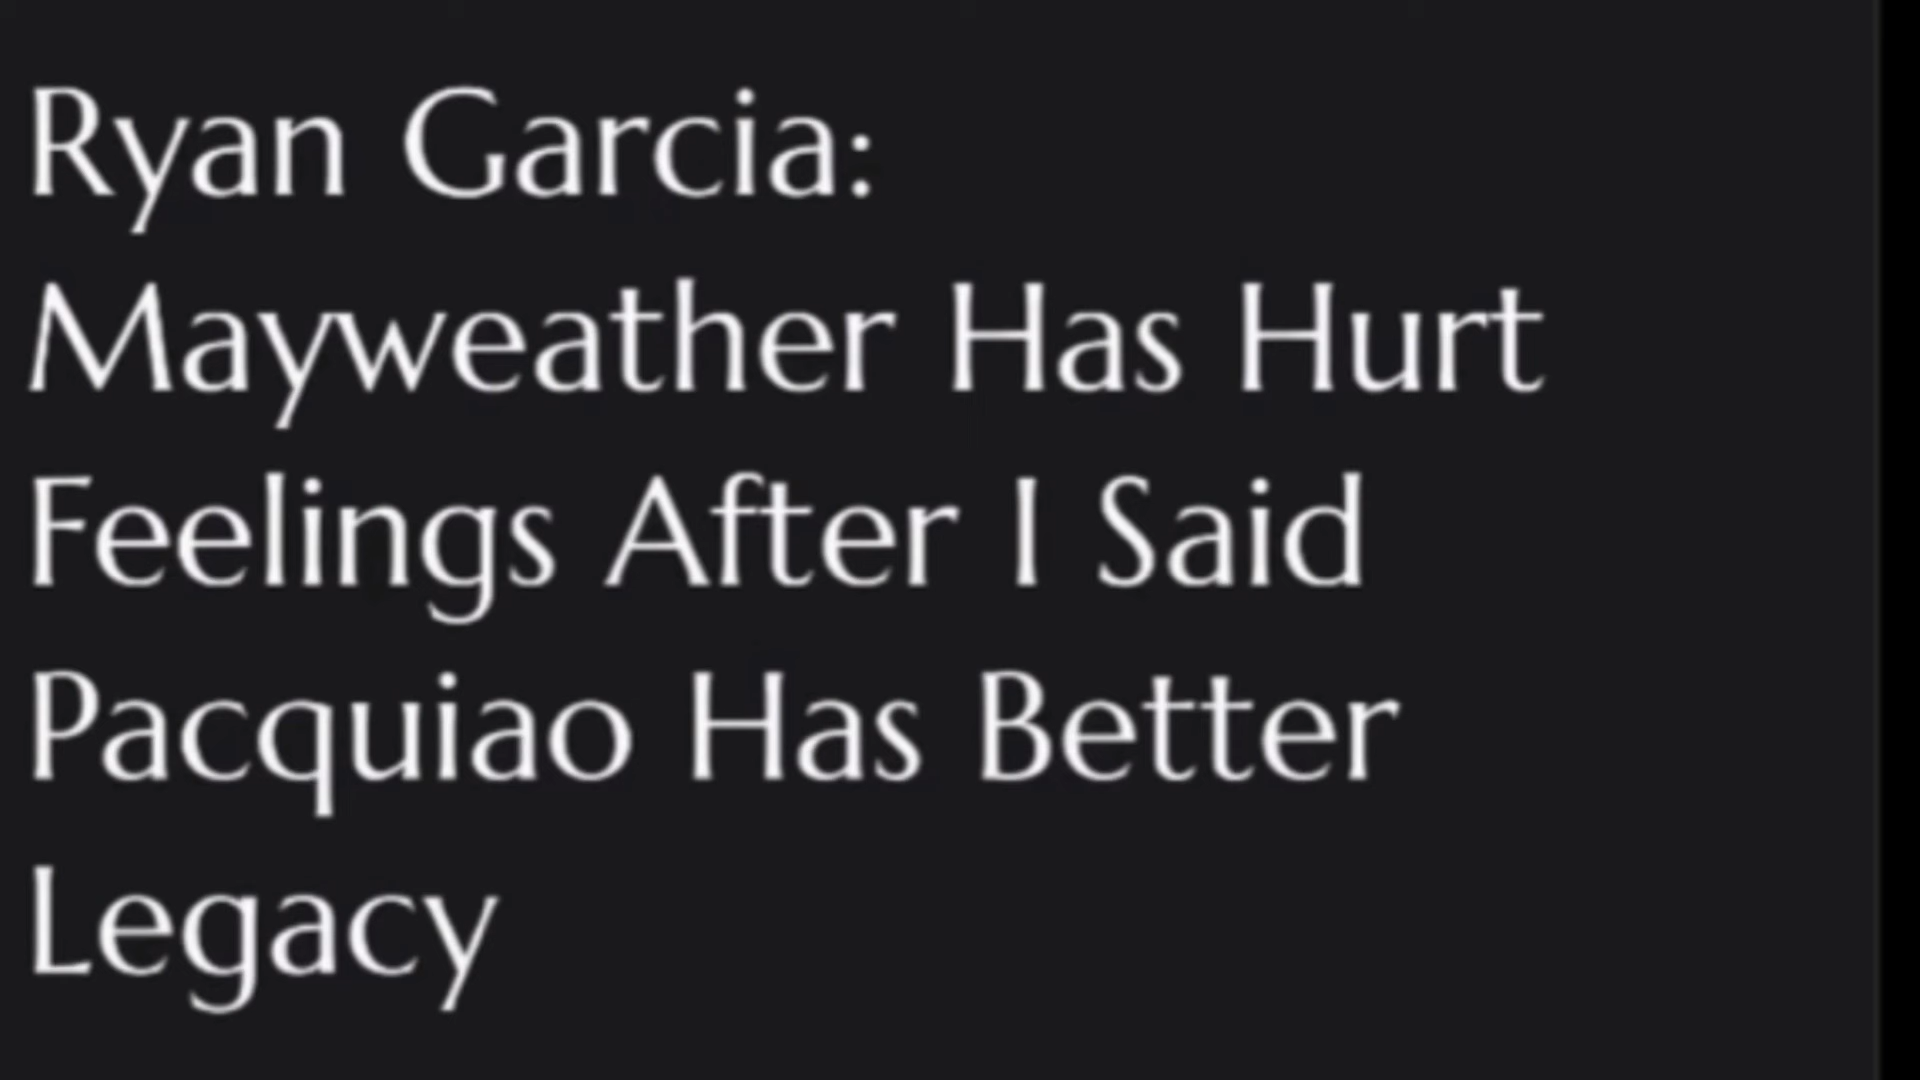 Ryan Garcia:
Mayweather Has Hurt
Feelings After I Said
Pacquiao Has Better
Legacy